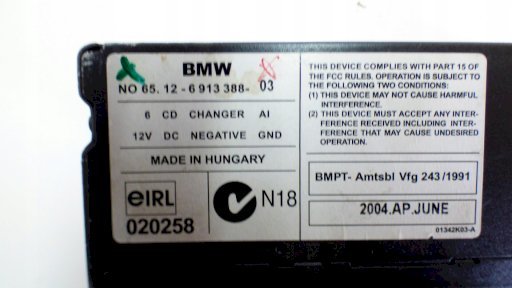 BMW
NO 65. 12 - 6 913 388- 03
6 CD CHANGER AI
12V DC NEGATIVE GND
MADE IN HUNGARY
eIRL
020258
N18
THIS DEVICE COMPLIES WITH PART 15 OF
THE FCC RULES. OPERATION IS SUBJECT TO
THE FOLLOWING TWO CONDITIONS:
(1) THIS DEVICE MAY NOT CAUSE HARMFUL
INTERFERENCE.
(2) THIS DEVICE MUST ACCEPT ANY INTER-
FERENCE RECEIVED INCLUDING INTER-
FERENCE THAT MAY CAUSE UNDESIRED
OPERATION.
BMPT- Amtsbl Vfg 243/1991
2004.AP.JUNE
01342K03-A